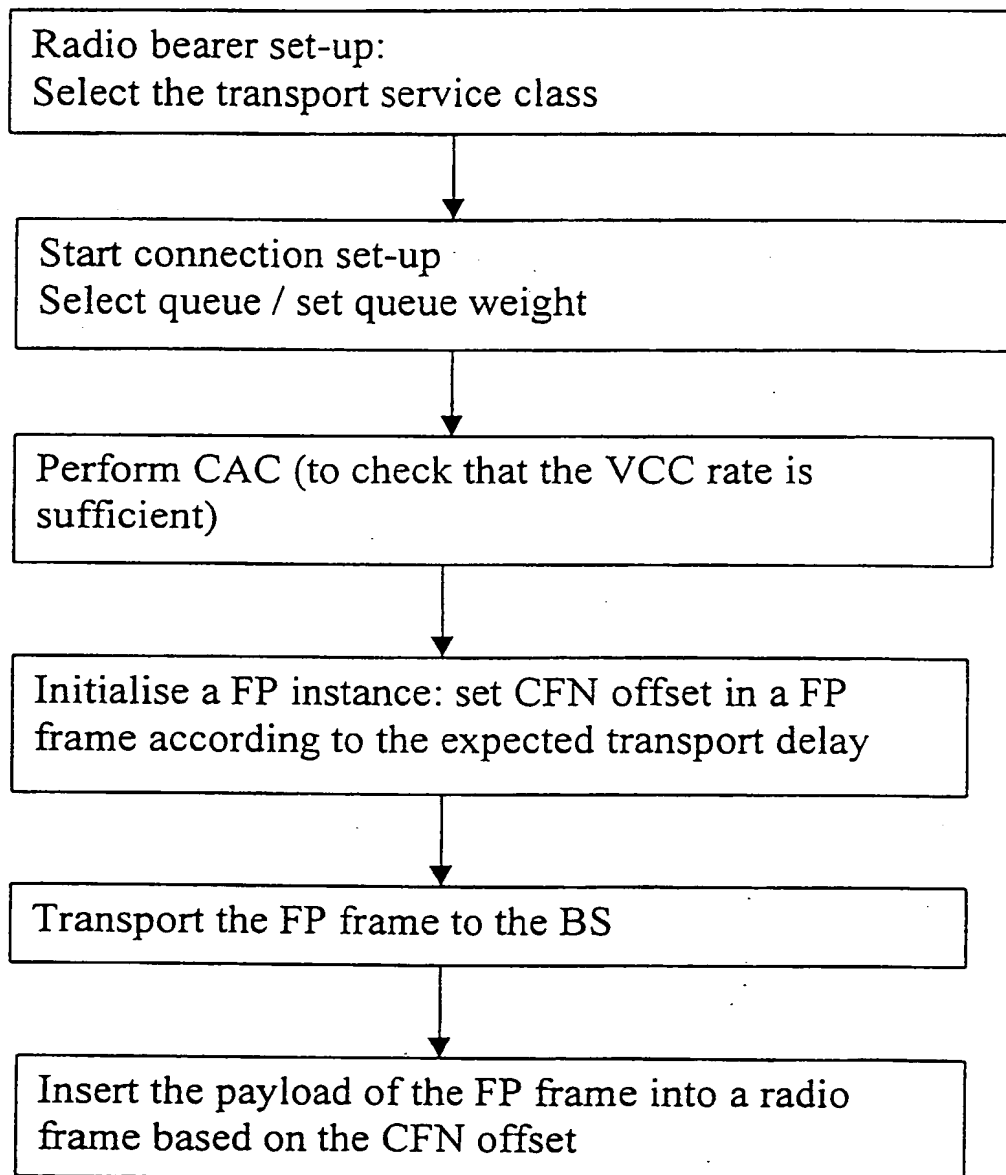 Radio bearer set-up:
Select the transport service class
Start connection set-up
Select queue / set queue weight
Perform CAC (to check that the VCC rate is
sufficient)
Initialise a FP instance: set CFN offset in a FP
frame according to the expected transport delay
Transport the FP frame to the BS
Insert the payload of the FP frame into a radio
frame based on the CFN offset